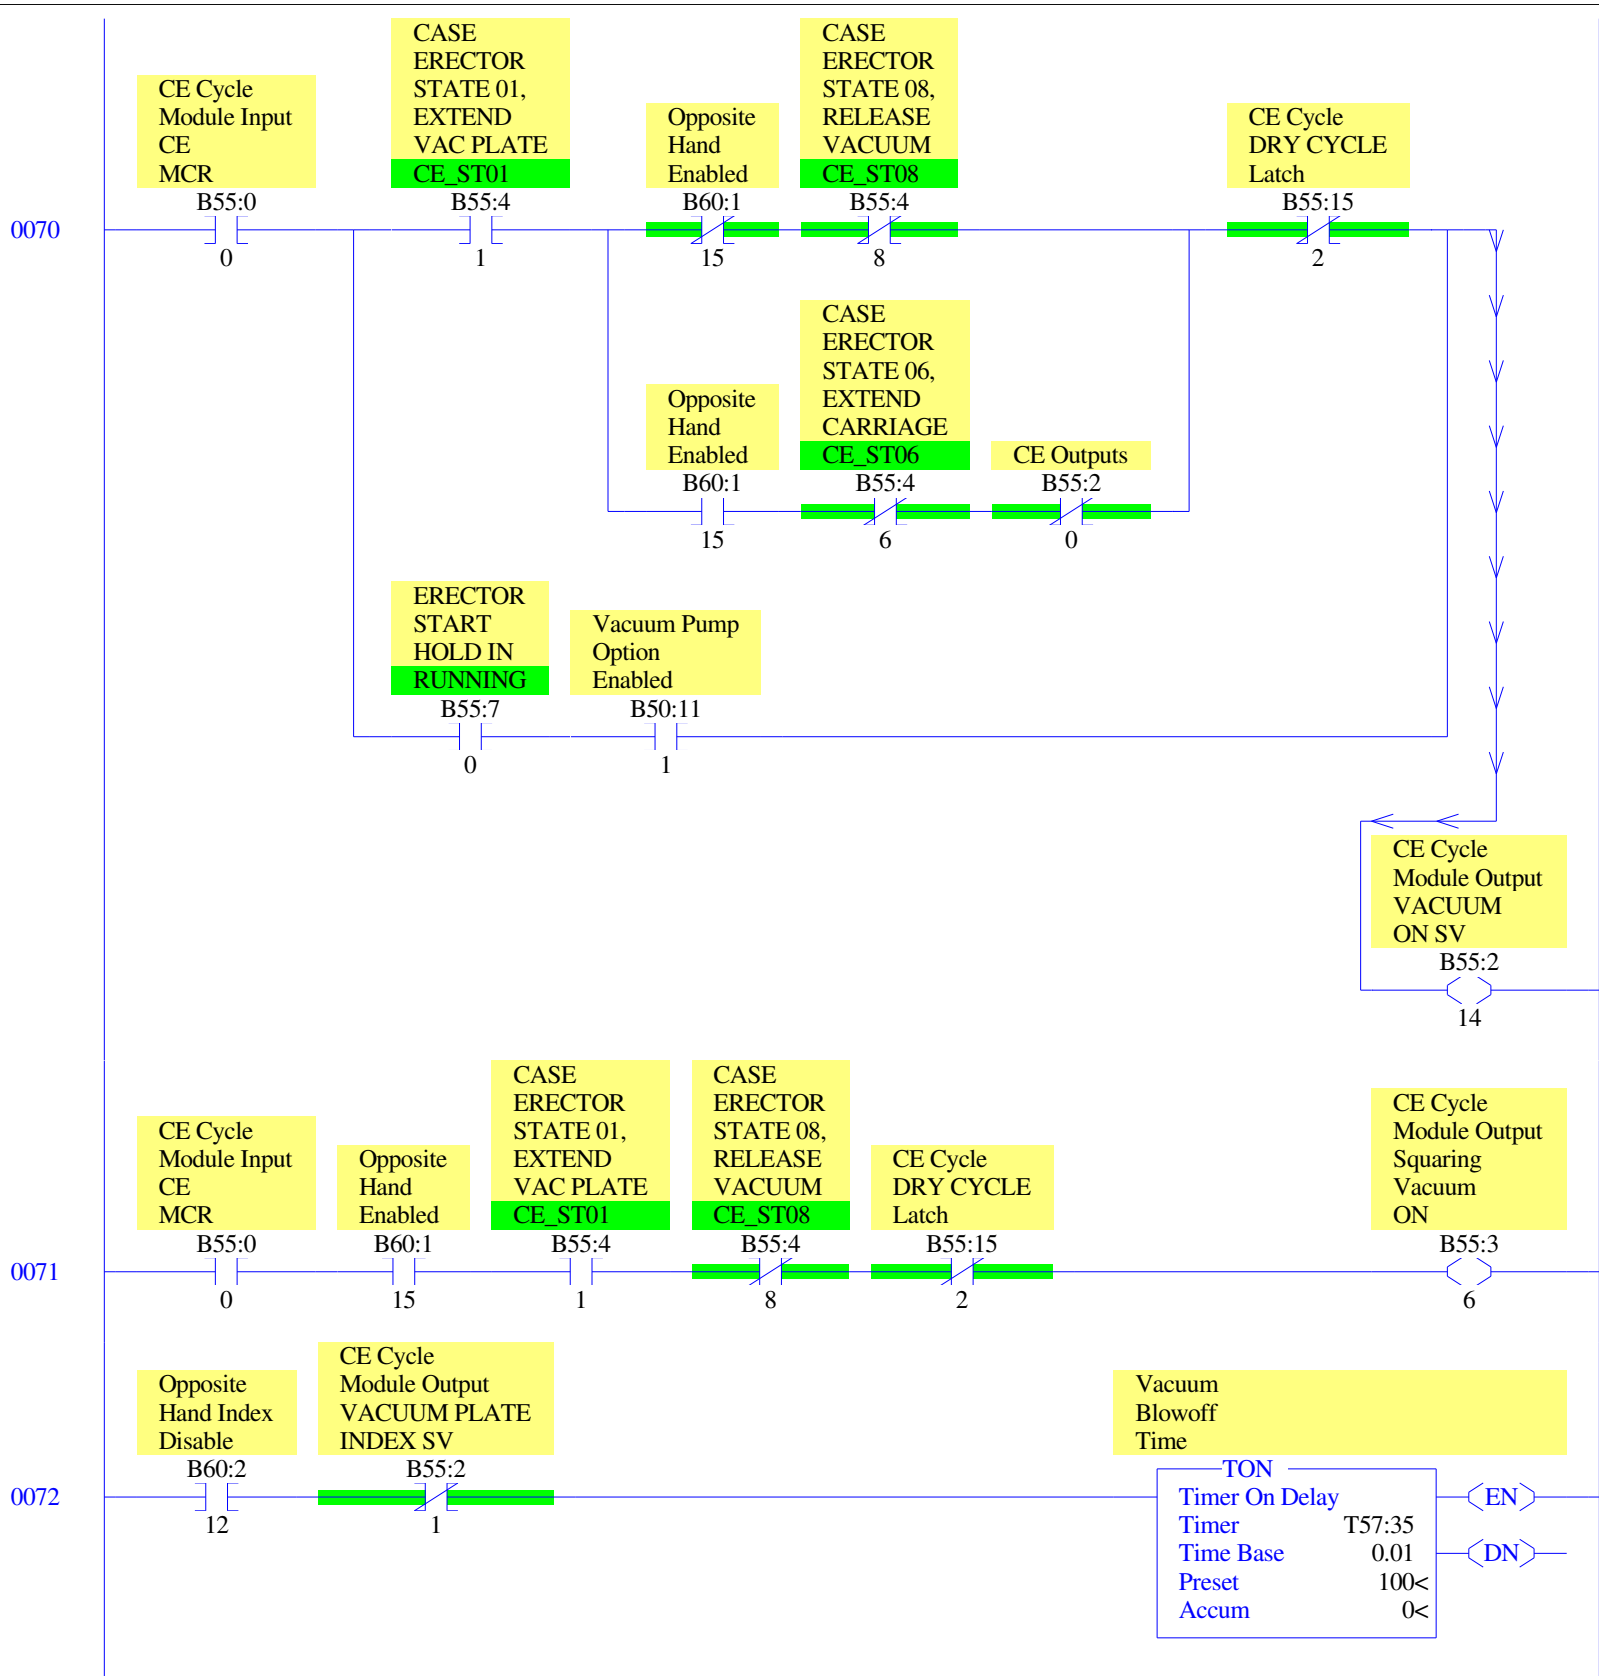 CASE
ERECTOR
STATE 01,
EXTEND
VAC PLATE
CE_ST01
CASE
ERECTOR
STATE 08,
RELEASE
VACUUM
CE_ST08
CE Cycle
Module Input
CE
MCR
Opposite
Hand
Enabled
CE Cycle
DRY CYCLE
Latch
B55:0
B55:4
B60:1
B55:4
B55:15
0070
0
1
15
8
2
CASE
ERECTOR
STATE 06,
EXTEND
CARRIAGE
CE_ST06
Opposite
Hand
Enabled
CE Outputs
B60:1
B55:4
B55:2
15
6
0
ERECTOR
START
HOLD IN
RUNNING
Vacuum Pump
Option
Enabled
B55:7
B50:11
0
1
CE Cycle
Module Output
VACUUM
ON SV
B55:2
14
CE Cycle
Module Input
CE
MCR
Opposite
Hand
Enabled
CASE
ERECTOR
STATE 01,
EXTEND
VAC PLATE
CE_ST01
CASE
ERECTOR
STATE 08,
RELEASE
VACUUM
CE_ST08
CE Cycle
DRY CYCLE
Latch
CE Cycle
Module Output
Squaring
Vacuum
ON
B55:0
B60:1
B55:4
B55:4
B55:15
B55:3
0071
0
15
1
8
2
6
Opposite
Hand Index
Disable
CE Cycle
Module Output
VACUUM PLATE
INDEX SV
Vacuum
Blowoff
Time
B60:2
B55:2
0072
12
1
TON
Timer On Delay
Timer T57:35
Time Base 0.01
Preset 100<
Accum 0<
EN
DN